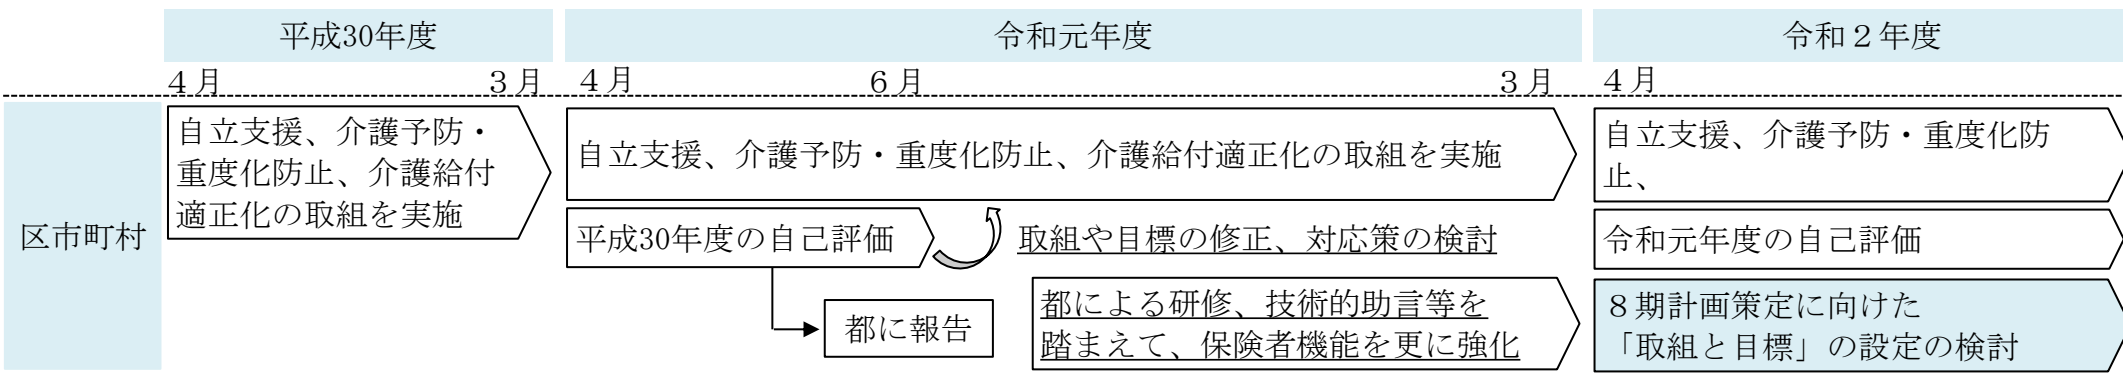 平成30年度
令和元年度
令和２年度
４月
３月
４月
６月
３月
４月
区市町村
自立支援、介護予防・
重度化防止、介護給付
適正化の取組を実施
自立支援、介護予防・重度化防止、介護給付適正化の取組を実施
平成30年度の自己評価
取組や目標の修正、対応策の検討
都に報告
都による研修、技術的助言等を
踏まえて、保険者機能を更に強化
自立支援、介護予防・重度化防
止、
令和元年度の自己評価
８期計画策定に向けた
「取組と目標」の設定の検討